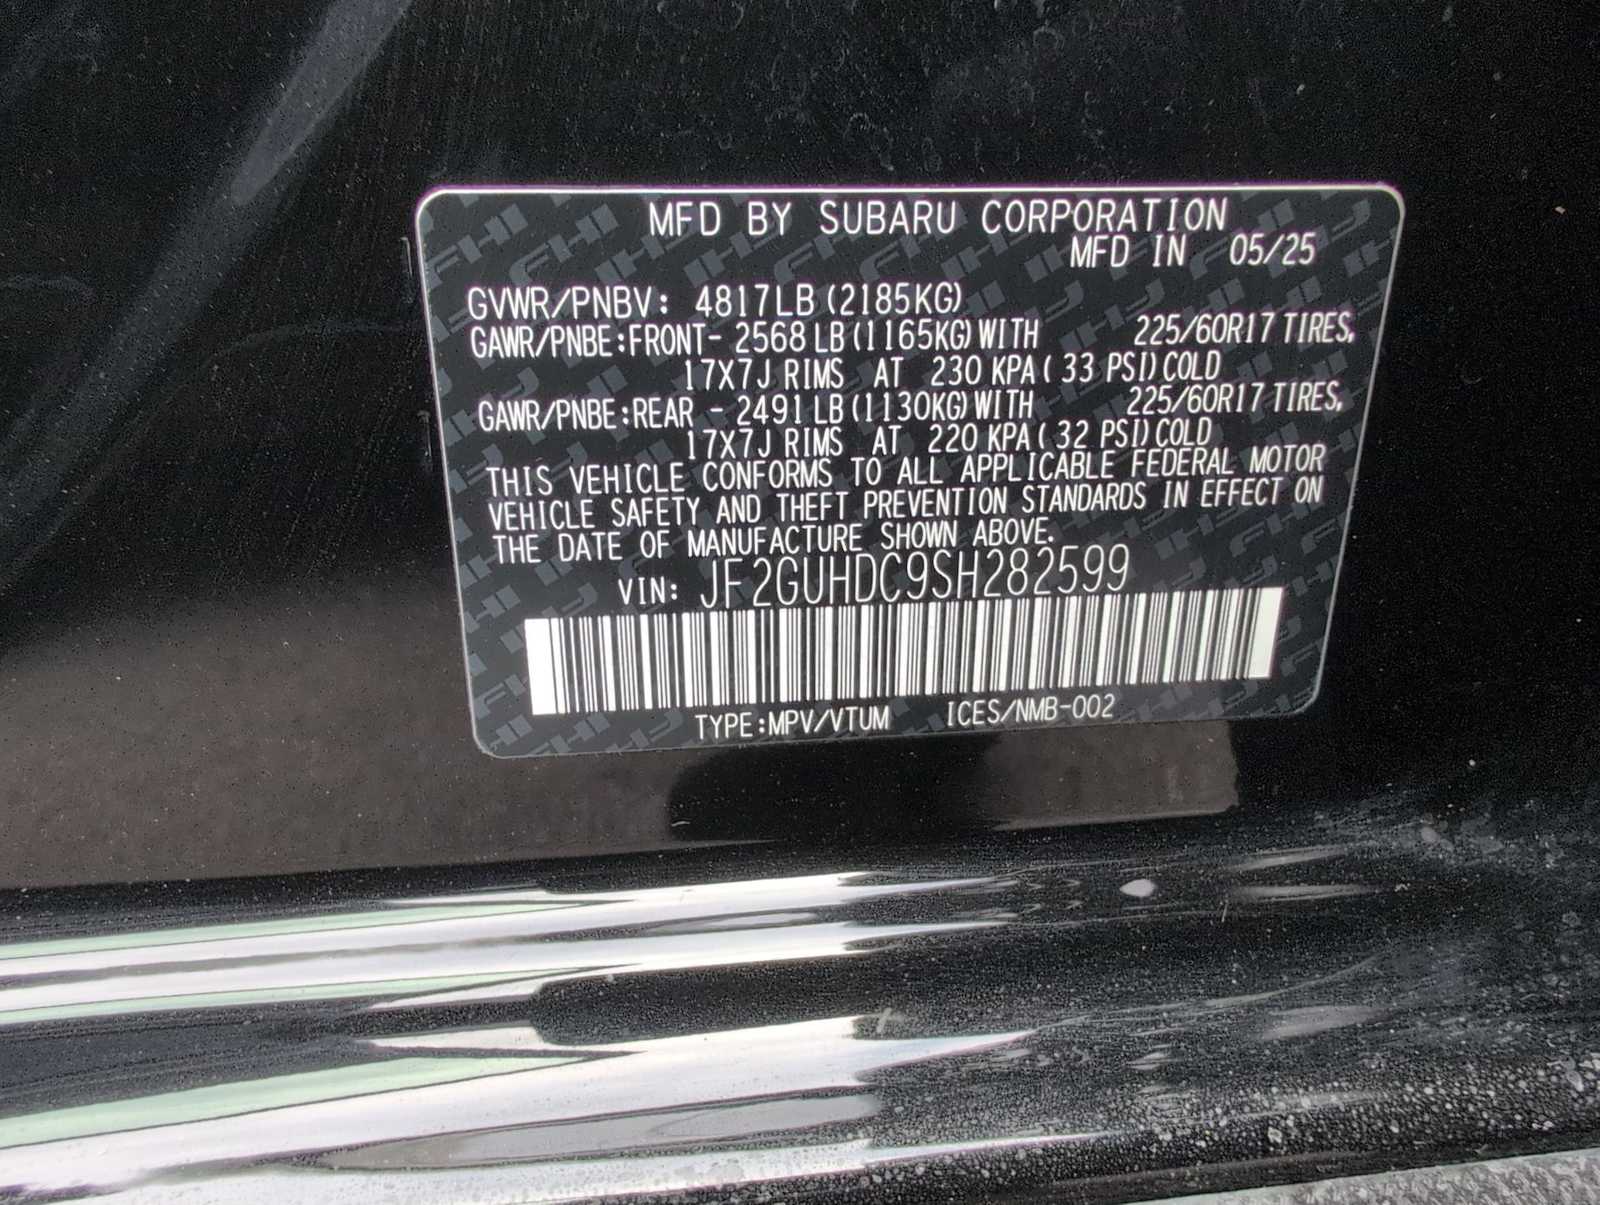 MFD BY SUBARU CORPORATION
MFD IN 05/25
GVWR/PNBV: 4817LB (2185KG)
GAWR/PNBE:FRONT- 2568 LB (1165KG) WITH 225/60R17 TIRES,
17X7J RIMS AT 230 KPA ( 33 PSI) COLD
GAWR/PNBE:REAR - 2491 LB (1130KG) WITH 225/60R17 TIRES,
17X7J RIMS AT 220 KPA ( 32 PSI) COLD
THIS VEHICLE CONFORMS TO ALL APPLICABLE FEDERAL MOTOR
VEHICLE SAFETY AND THEFT PREVENTION STANDARDS IN EFFECT ON
THE DATE OF MANUFACTURE SHOWN ABOVE.
VIN: JF2GUHDC9SH282599
TYPE:MPV/VTUM ICES/NMB-002